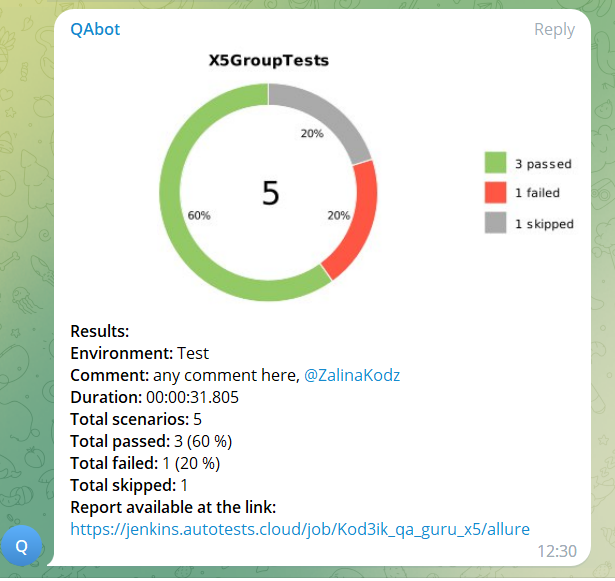 QAbot
Reply
X5GroupTests
20%
60%
5
20%
3 passed
1 failed
1 skipped
Results:
Environment: Test
Comment: any comment here, @ZalinaKodz
Duration: 00:00:31.805
Total scenarios: 5
Total passed: 3 (60 %)
Total failed: 1 (20 %)
Total skipped: 1
Report available at the link:
https://jenkins.autotests.cloud/job/Kod3ik_qa_guru_x5/allure
Q
12:30